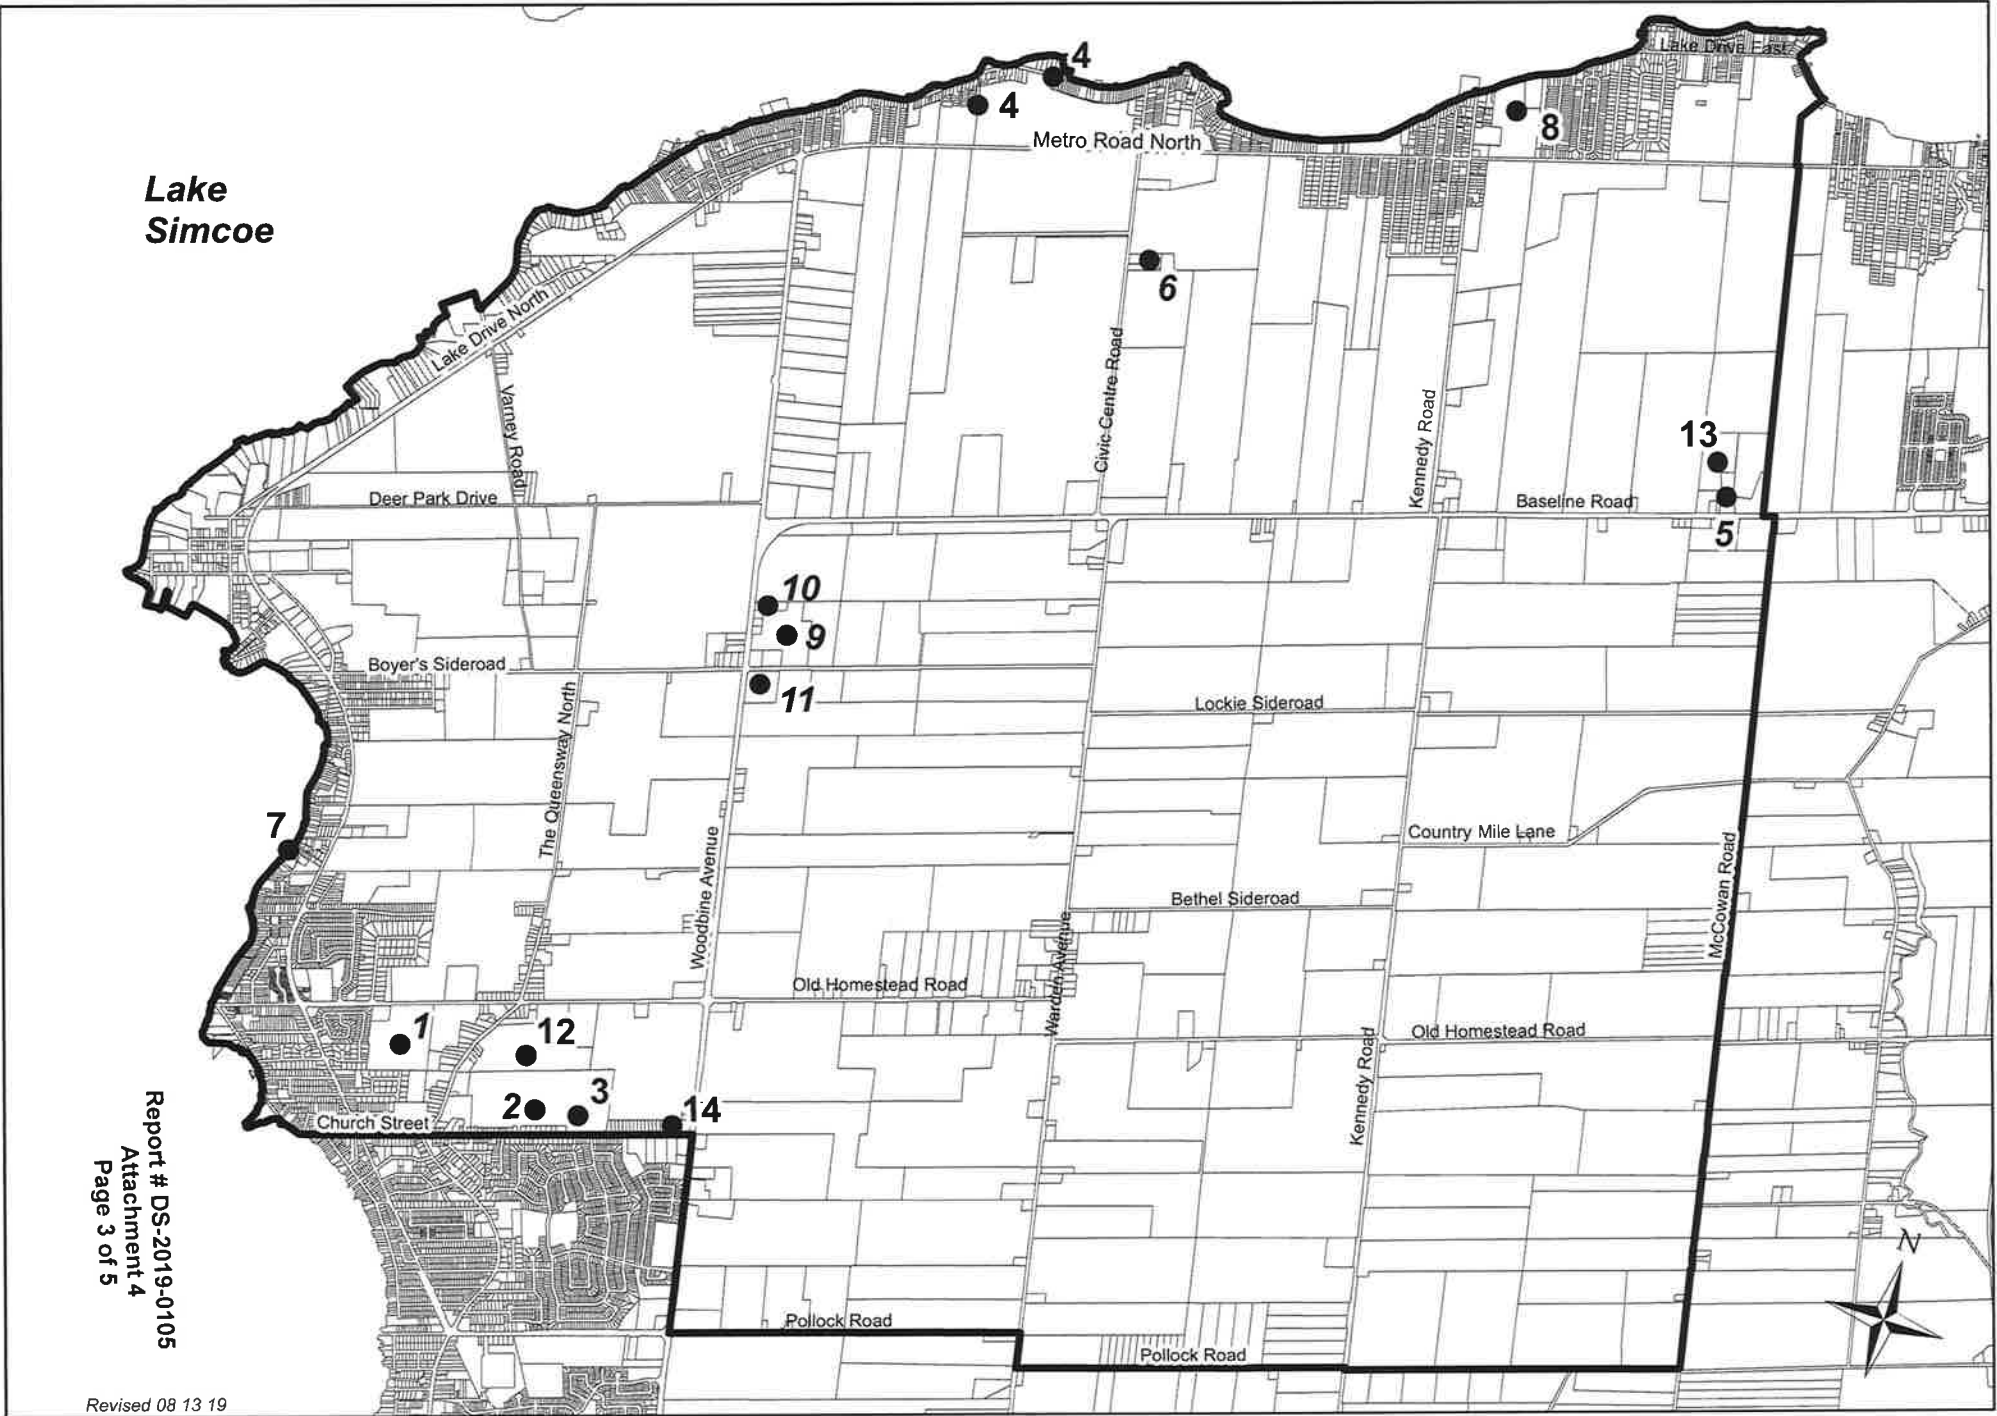 Lake Drive East
4
4
8
Metro Road North
Lake
Simcoe
6
Lake Drive North
Varney Road
Civic Centre Road
Kennedy Road
13
Deer Park Drive
Baseline Road
5
10
9
Boyer's Sideroad
11
Lockie Sideroad
The Queensway North
7
Woodbine Avenue
Country Mile Lane
McCowan Road
Bethel Sideroad
Warden Avenue
Old Homestead Road
1
12
Old Homestead Road
Kennedy Road
2
3
14
Church Street
Report # DS-2019-0105
Attachment 4
Page 3 of 5
N
Pollock Road
Pollock Road
Revised 08 13 19